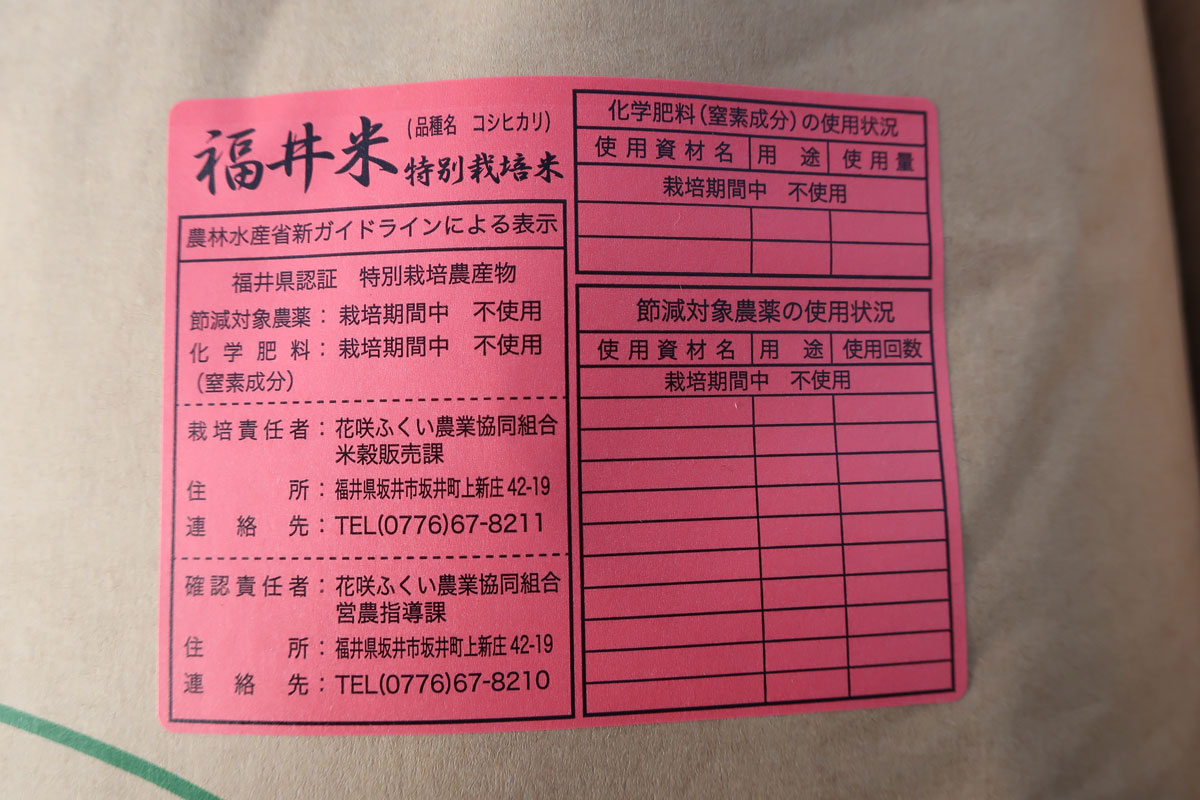 福井米
(品種名 コシヒカリ)
特別栽培米
農林水産省新ガイドラインによる表示
福井県認証 特別栽培農産物
節減対象農薬：栽培期間中 不使用
化学肥料：栽培期間中 不使用
(窒素成分)
栽培責任者：花咲ふくい農業協同組合
米穀販売課
住所：福井県坂井市坂井町上新庄42-19
連絡先：TEL(0776)67-8211
確認責任者：花咲ふくい農業協同組合
営農指導課
住所：福井県坂井市坂井町上新庄42-19
連絡先：TEL(0776)67-8210
化学肥料(窒素成分)の使用状況
使用資材名 用途 使用量
栽培期間中 不使用
節減対象農薬の使用状況
使用資材名 用途 使用回数
栽培期間中 不使用